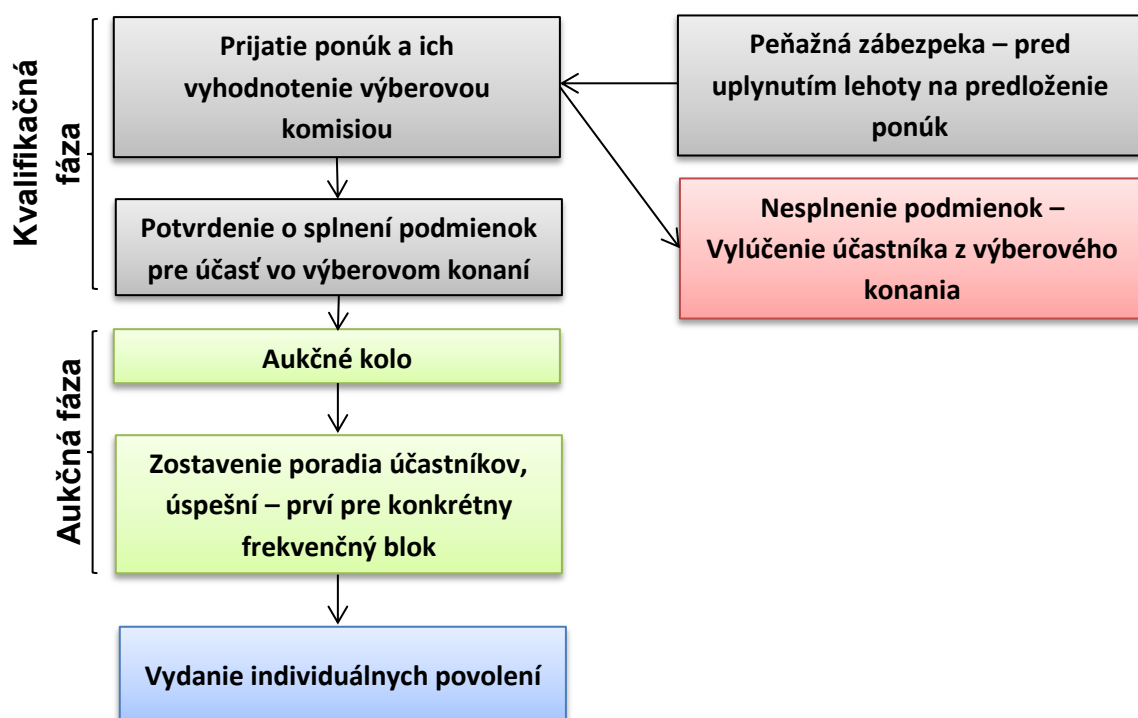 Kvalifikačná
fáza
Prijatie ponúk a ich
vyhodnotenie výberovou
komisiou
Peňažná zábezpeka – pred
uplynutím lehoty na predloženie
ponúk
Potvrdenie o splnení podmienok
pre účasť vo výberovom konaní
Nesplnenie podmienok –
Vylúčenie účastníka z výberového
konania
Aukčná fáza
Aukčné kolo
Zostavenie poradia účastníkov,
úspešní – prví pre konkrétny
frekvenčný blok
Vydanie individuálnych povolení